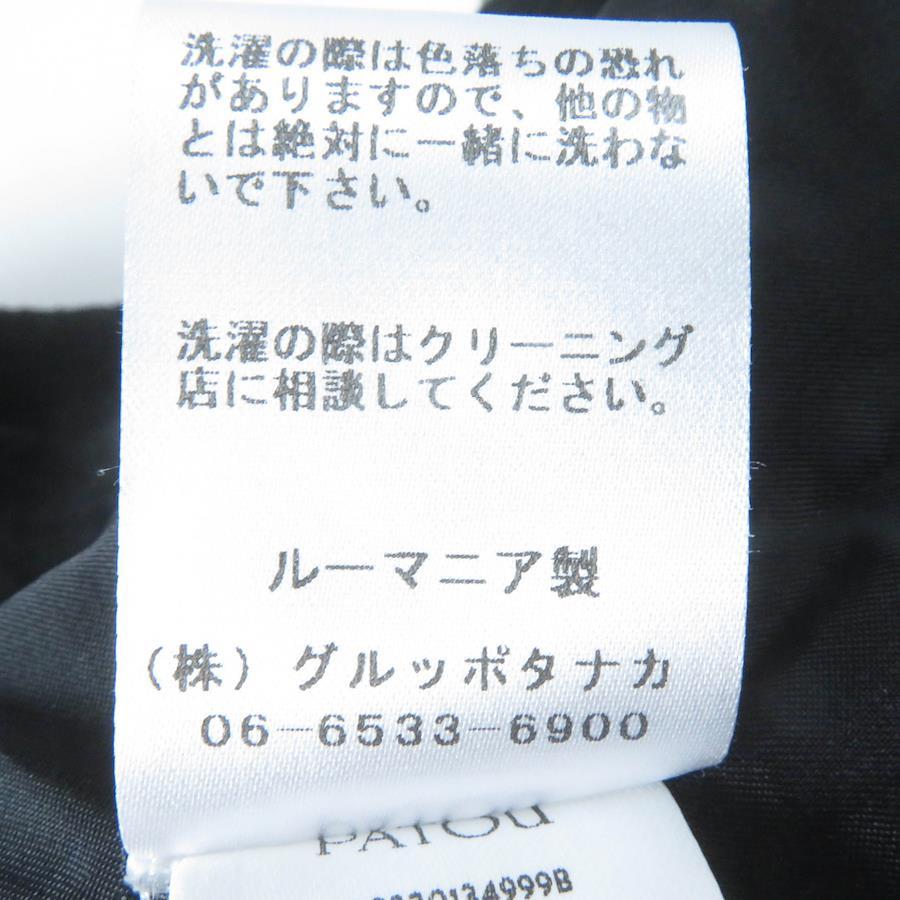 洗濯の際は色落ちの恐れ
がありますので、他の物
とは絶対に一緒に洗わな
いで下さい。
洗濯の際はクリーニング
店に相談してください。
ルーマニア製
（株）グルッポタナカ
06-6533-6900
PATOU